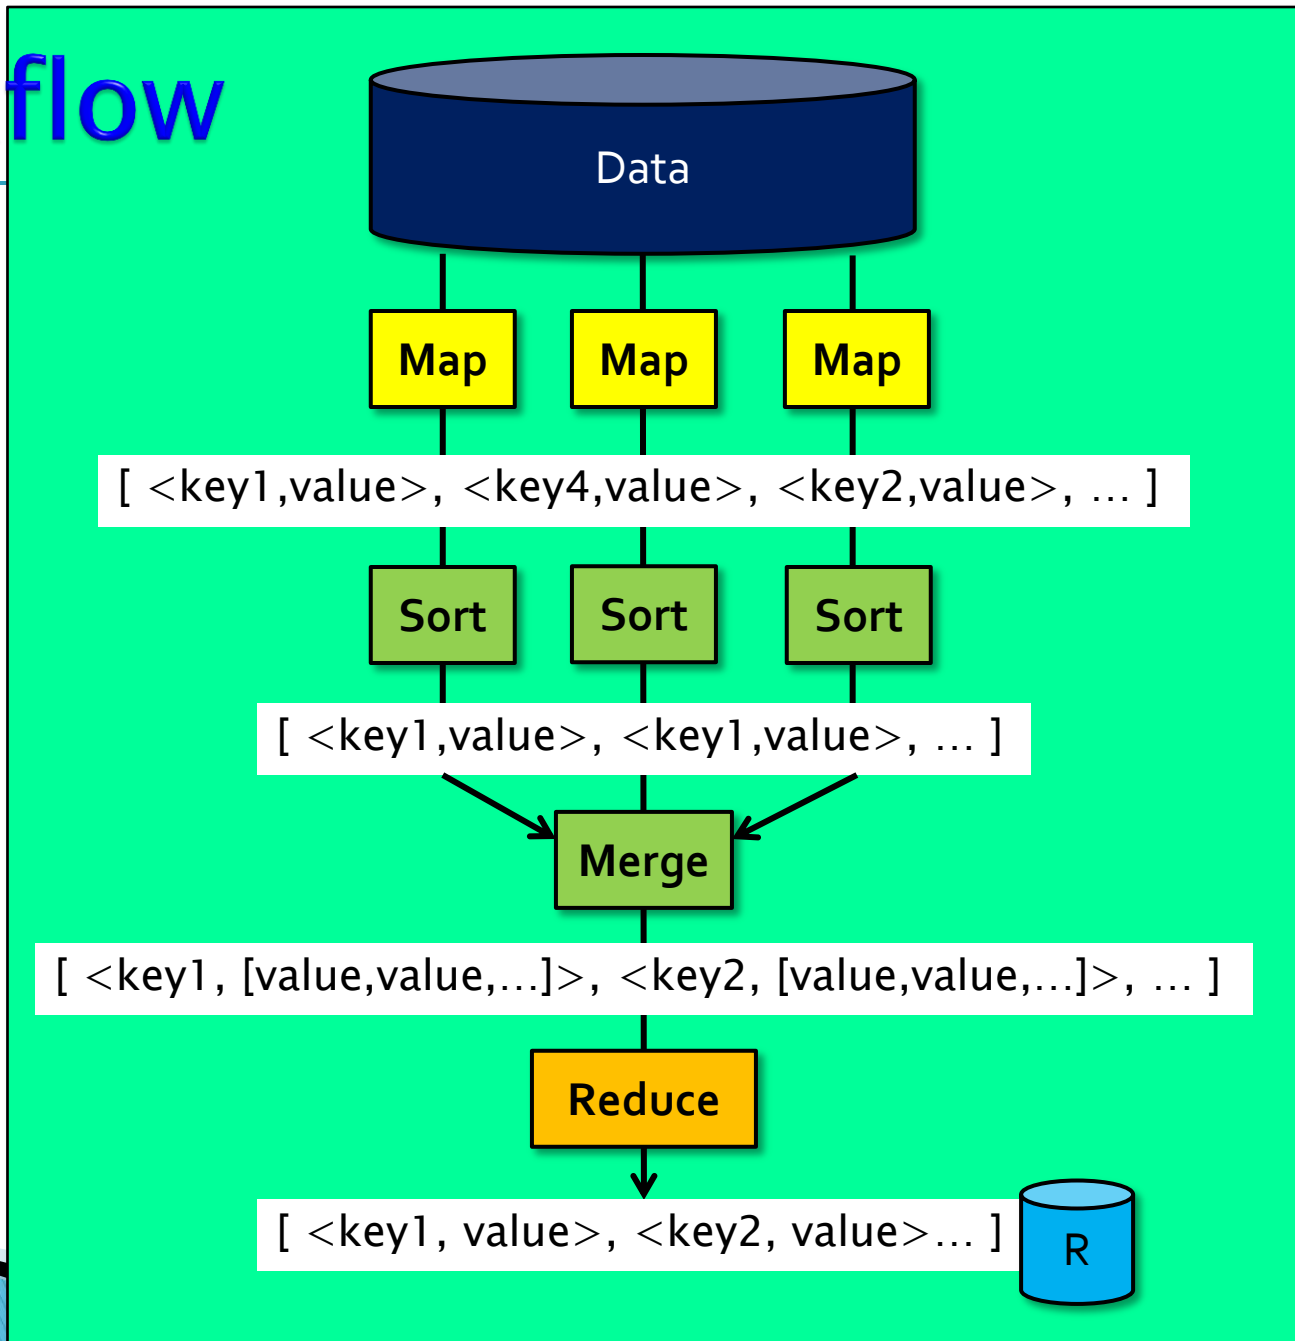 flow
Data
Map Map Map
[ <key1,value>, <key4,value>, <key2,value>, … ]
Sort Sort Sort
[ <key1,value>, <key1,value>, … ]
Merge
[ <key1, [value,value,…]>, <key2, [value,value,…]>, … ]
Reduce
[ <key1, value>, <key2, value>… ]
R